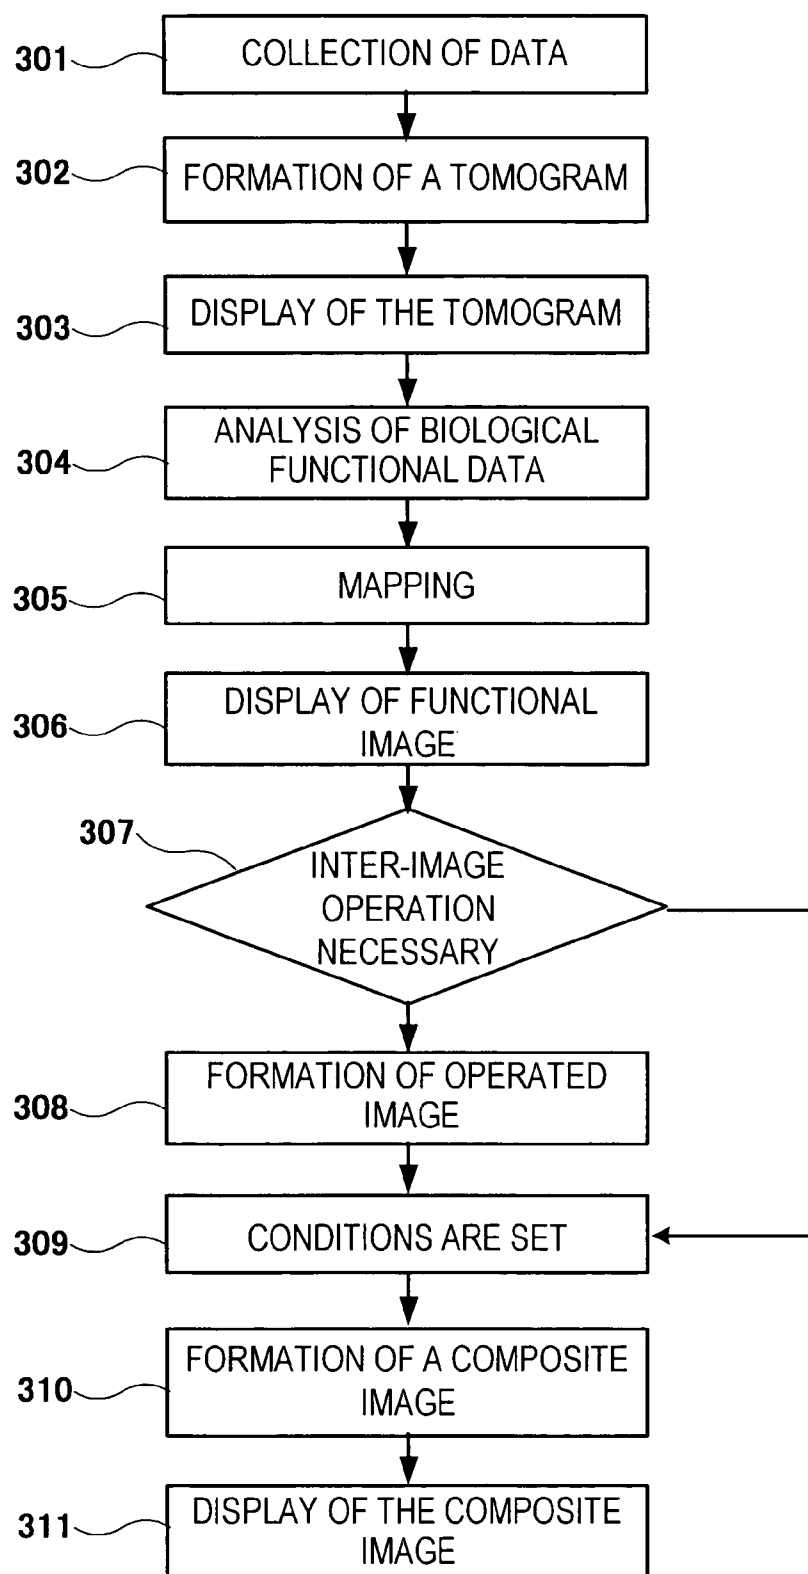 301
COLLECTION OF DATA
302
FORMATION OF A TOMOGRAM
303
DISPLAY OF THE TOMOGRAM
304
ANALYSIS OF BIOLOGICAL
FUNCTIONAL DATA
305
MAPPING
306
DISPLAY OF FUNCTIONAL
IMAGE
307
INTER-IMAGE
OPERATION
NECESSARY
308
FORMATION OF OPERATED
IMAGE
309
CONDITIONS ARE SET
310
FORMATION OF A COMPOSITE
IMAGE
311
DISPLAY OF THE COMPOSITE
IMAGE